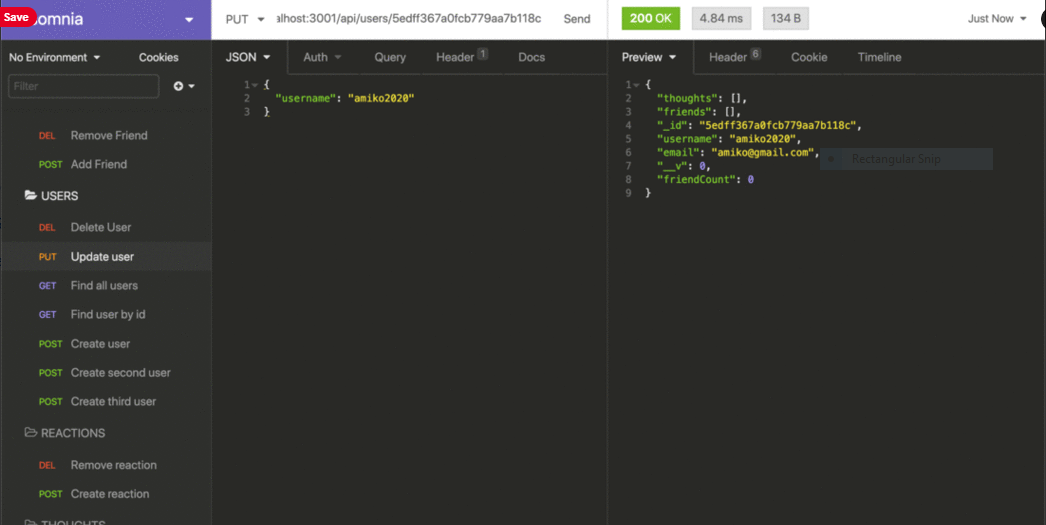 Save
omnia
PUT
alhost:3001/api/users/5edff367a0fcb779aa7b118c
Send
200 OK
4.84 ms
134 B
Just Now
No Environment
Cookies
Filter
DEL Remove Friend
POST Add Friend
USERS
DEL Delete User
PUT Update user
GET Find all users
GET Find user by id
POST Create user
POST Create second user
POST Create third user
REACTIONS
DEL Remove reaction
POST Create reaction
THOUGHTS
JSON
Auth
Query
Header 1
Docs
1 {
2 "username": "amiko2020"
3 }
Preview
Header 6
Cookie
Timeline
1 {
2 "thoughts": [],
3 "friends": [],
4 "_id": "5edff367a0fcb779aa7b118c",
5 "username": "amiko2020",
6 "email": "amiko@gmail.com",
7 "__v": 0,
8 "friendCount": 0
9 }
Rectangular Snip